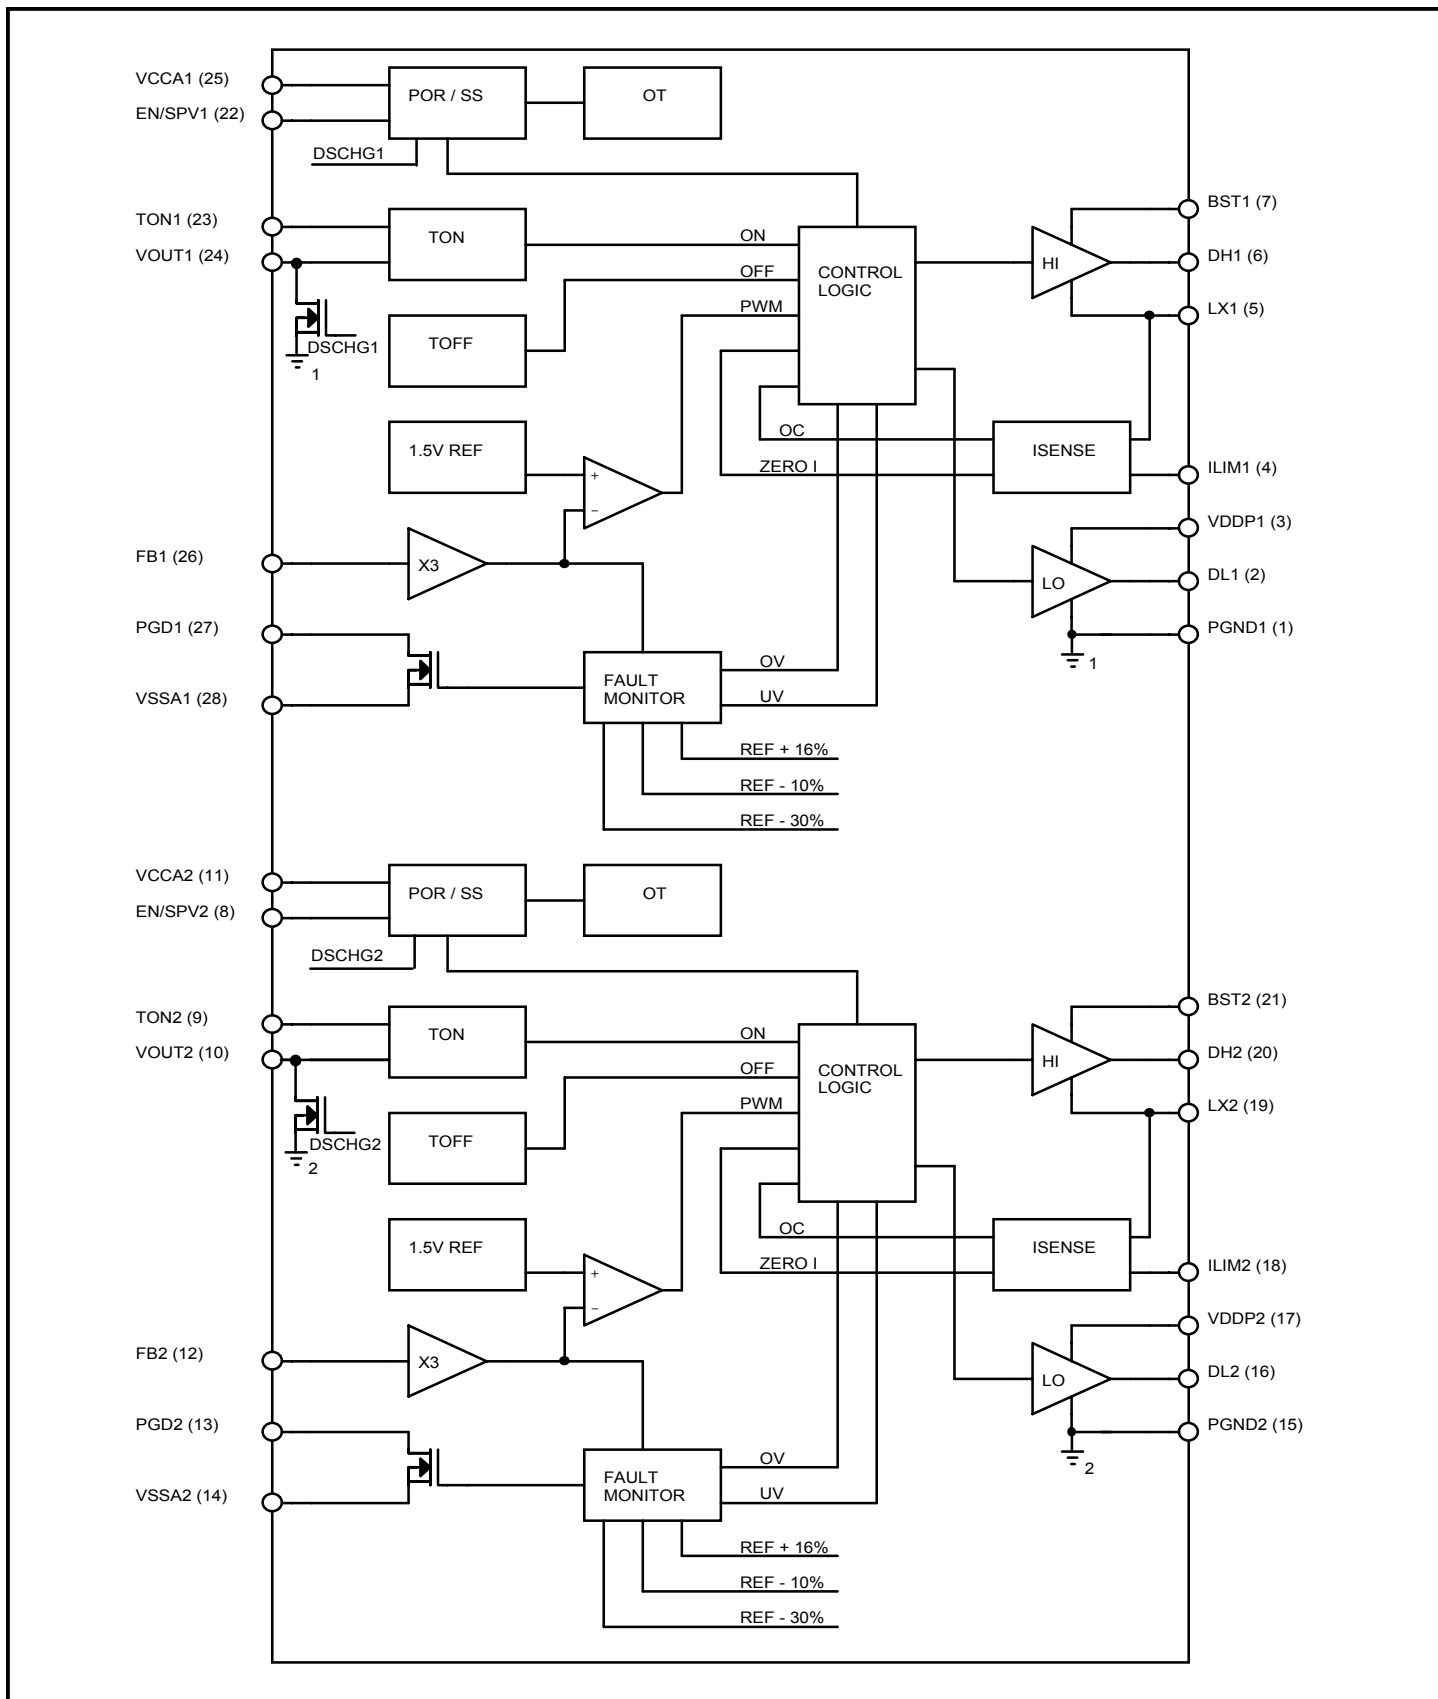 VCCA1 (25)
EN/SPV1 (22)
POR / SS
OT
DSCHG1
TON1 (23)
VOUT1 (24)
TON
ON
OFF
PWM
CONTROL
LOGIC
HI
BST1 (7)
DH1 (6)
LX1 (5)
DSCHG1
1
TOFF
1.5V REF
+
−
OC
ZERO I
ISENSE
ILIM1 (4)
VDDP1 (3)
FB1 (26)
X3
LO
DL1 (2)
PGND1 (1)
1
PGD1 (27)
VSSA1 (28)
FAULT
MONITOR
OV
UV
REF + 16%
REF - 10%
REF - 30%
VCCA2 (11)
EN/SPV2 (8)
POR / SS
OT
DSCHG2
TON2 (9)
VOUT2 (10)
TON
ON
OFF
PWM
CONTROL
LOGIC
HI
BST2 (21)
DH2 (20)
LX2 (19)
DSCHG2
2
TOFF
1.5V REF
+
−
OC
ZERO I
ISENSE
ILIM2 (18)
VDDP2 (17)
FB2 (12)
X3
LO
DL2 (16)
PGND2 (15)
2
PGD2 (13)
VSSA2 (14)
FAULT
MONITOR
OV
UV
REF + 16%
REF - 10%
REF - 30%